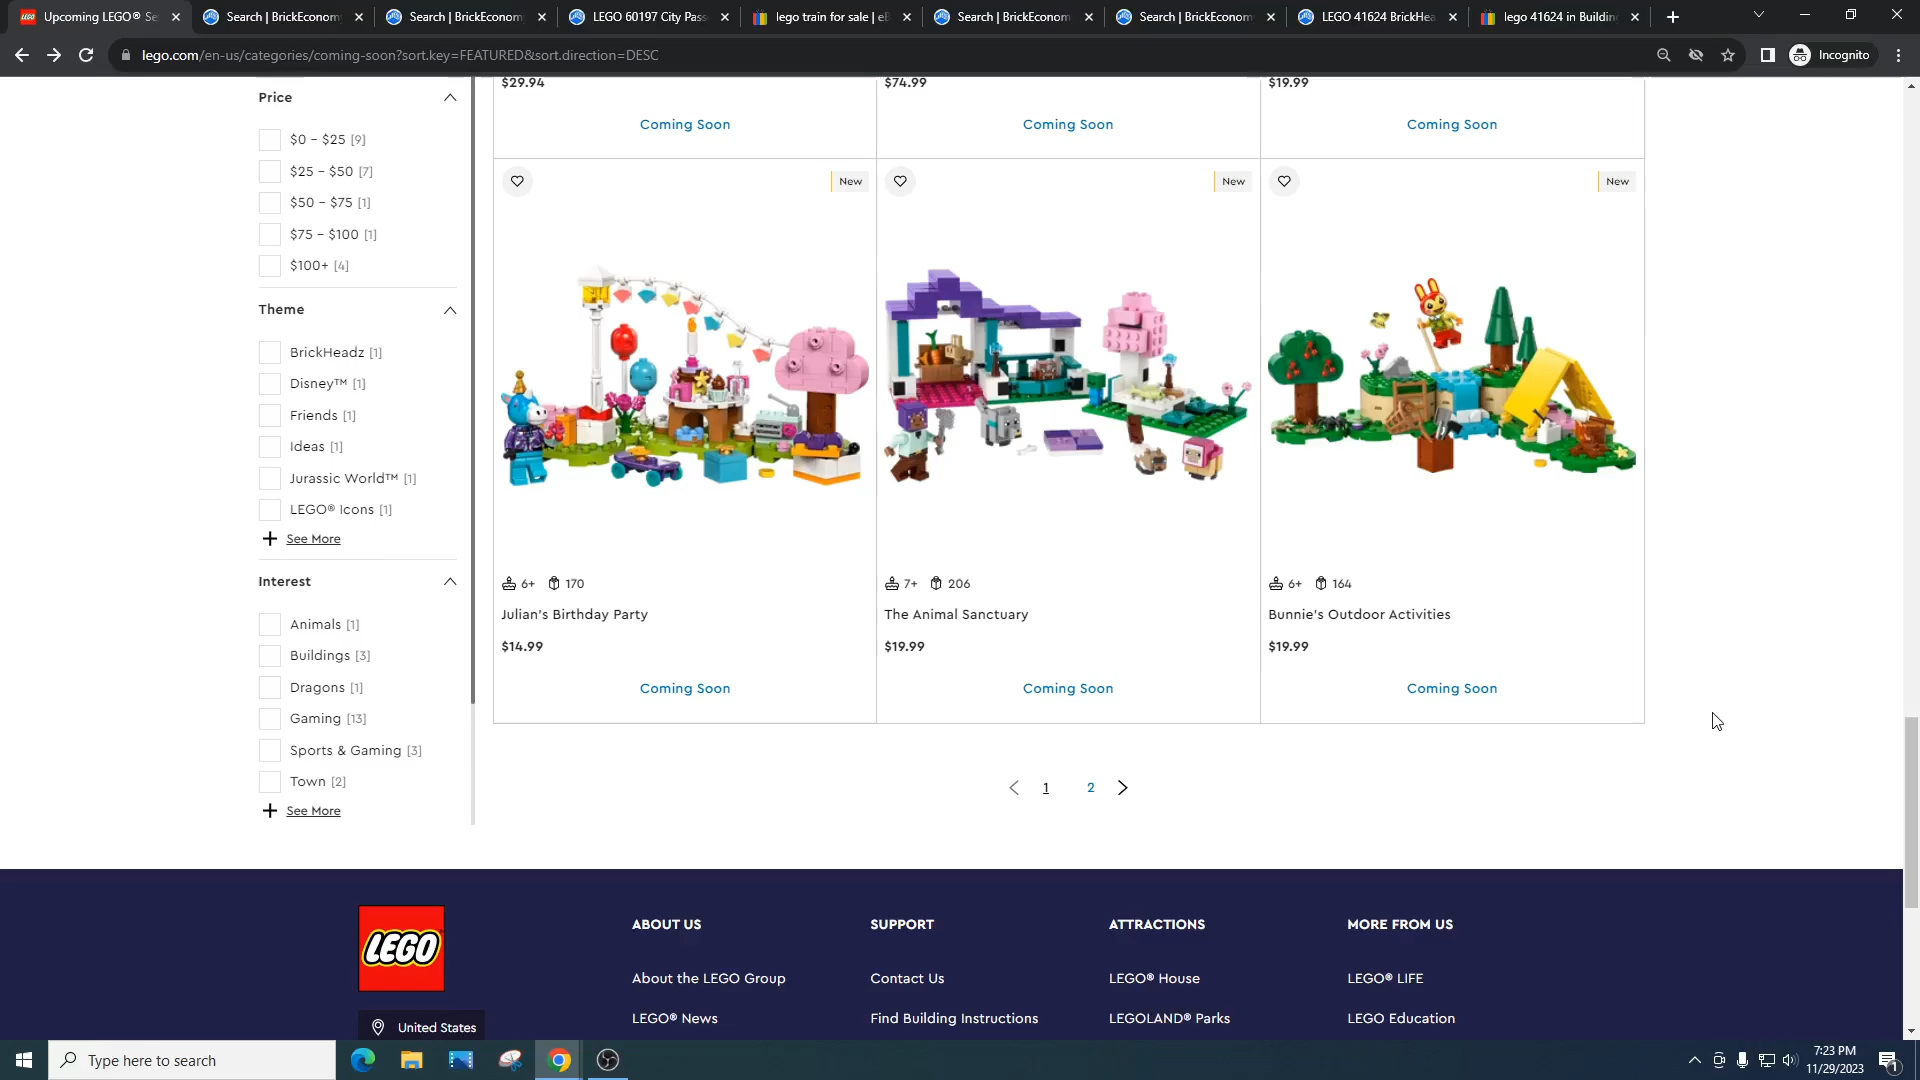 Upcoming LEGO® Se
Search | BrickEconomy
Search | BrickEconomy
LEGO 60197 City Pass
lego train for sale | eB
Search | BrickEconom
Search | BrickEconomy
LEGO 41624 BrickHea
lego 41624 in Building
lego.com/en-us/categories/coming-soon?sort.key=FEATURED&sort.direction=DESC
Incognito
Price
$0 – $25 [9]
$25 – $50 [7]
$50 – $75 [1]
$75 – $100 [1]
$100+ [4]
Theme
BrickHeadz [1]
Disney™ [1]
Friends [1]
Ideas [1]
Jurassic World™ [1]
LEGO® Icons [1]
See More
Interest
Animals [1]
Buildings [3]
Dragons [1]
Gaming [13]
Sports & Gaming [3]
Town [2]
See More
$29.94
Coming Soon
$74.99
Coming Soon
$19.99
Coming Soon
New
6+ 170
Julian's Birthday Party
$14.99
Coming Soon
New
7+ 206
The Animal Sanctuary
$19.99
Coming Soon
New
6+ 164
Bunnie's Outdoor Activities
$19.99
Coming Soon
1 2
LEGO
United States
ABOUT US
About the LEGO Group
LEGO® News
SUPPORT
Contact Us
Find Building Instructions
ATTRACTIONS
LEGO® House
LEGOLAND® Parks
MORE FROM US
LEGO® LIFE
LEGO Education
Type here to search
7:23 PM
11/29/2023
1